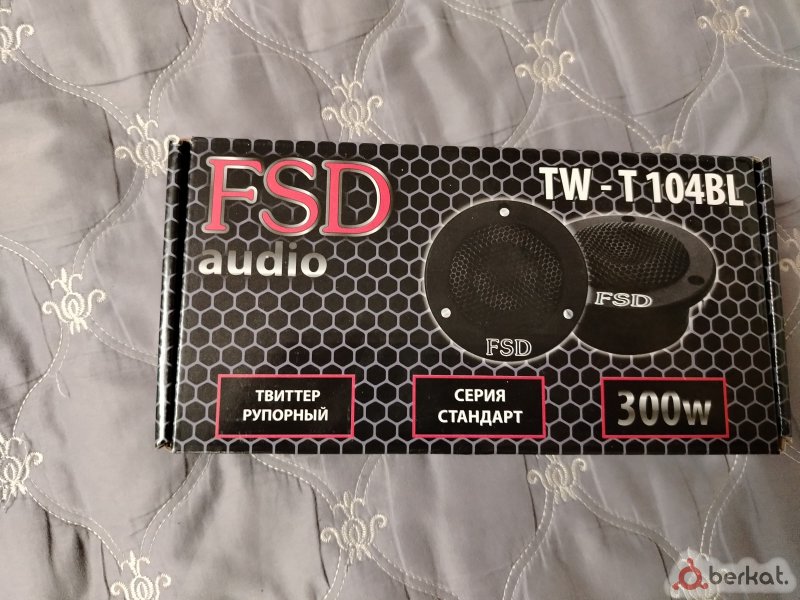 FSD
audio
TW - T 104BL
FSD
FSD
ТВИТТЕР
РУПОРНЫЙ
СЕРИЯ
СТАНДАРТ
300w
berkat.